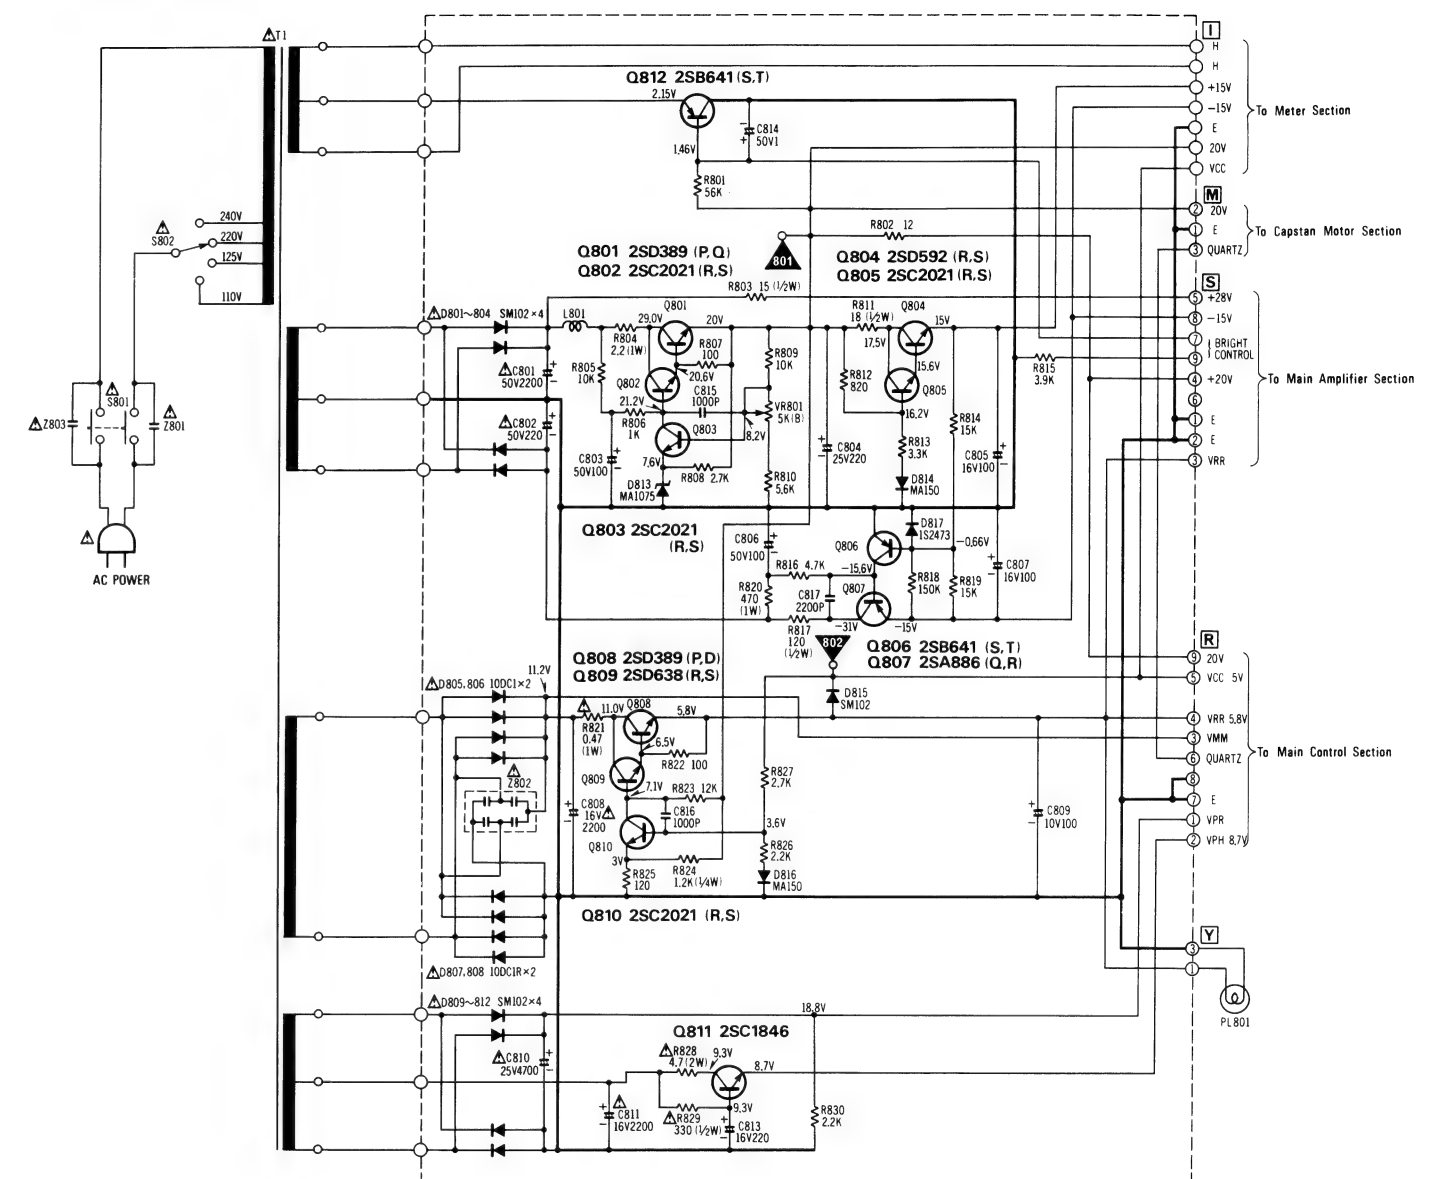 T1
I
H
H
+15V
−15V
E
20V
VCC
To Meter Section
Q812 2SB641 (S,T)
2.15V
C814
50V1
1.46V
R801
56K
M
2 20V
1 E
3 QUARTZ
To Capstan Motor Section
240V
220V
125V
110V
S802
R802 12
801
Q801 2SD389 (P,Q)
Q802 2SC2021 (R,S)
Q804 2SD592 (R,S)
Q805 2SC2021 (R,S)
S
5 +28V
8 −15V
7
9
BRIGHT
CONTROL
4 +20V
6
1 E
2 E
3 VRR
To Main Amplifier Section
R803 15 (½W)
D801~804 SM102×4
L801
R804
2.2 (1W)
29.0V
Q801
20V
R807
100
20.6V
R805
10K
Q802
21.2V
C815
1000P
R806
1K
R809
10K
VR801
5K(B)
8.2V
Q803
7.6V
R808 2.7K
R810
5.6K
C801
50V2200
C802
50V220
C803
50V100
D813
MA1075
Q803 2SC2021
(R,S)
R811
18 (½W)
17.5V
Q804
15V
15.6V
Q805
R812
820
16.2V
R813
3.3K
D814
MA150
C804
25V220
R814
15K
C805
16V100
R815
3.9K
S801
Z803
Z801
AC POWER
C806
50V100
R816 4.7K
Q806
D817
1S2473
−0.66V
−15.6V
C807
16V100
R820
470
(1W)
C817
2200P
Q807
R818
150K
R819
15K
R817
120
(½W)
−31V
−15V
802
Q806 2SB641 (S,T)
Q807 2SA886 (Q,R)
Q808 2SD389 (P,D)
Q809 2SD638 (R,S)
11.2V
D805,806 10DC1×2
R
9 20V
5 VCC 5V
4 VRR 5.8V
3 VMM
6 QUARTZ
8
7 E
1 VPR
2 VPH 8.7V
To Main Control Section
D815
SM102
11.0V
Q808
5.8V
R821
0.47
(1W)
6.5V
R822 100
Q809
7.1V
R823 12K
Z802
C808
16V
2200
C816
1000P
Q810
3V
R825
120
R824
1.2K(¼W)
R827
2.7K
3.6V
R826
2.2K
D816
MA150
C809
10V100
Q810 2SC2021 (R,S)
D807,808 10DC1R×2
Y
3
1
PL801
D809~812 SM102×4
18.8V
Q811 2SC1846
C810
25V4700
R828
4.7 (2W)
9.3V
8.7V
C811
16V2200
R829
330 (½W)
9.3V
C813
16V220
R830
2.2K